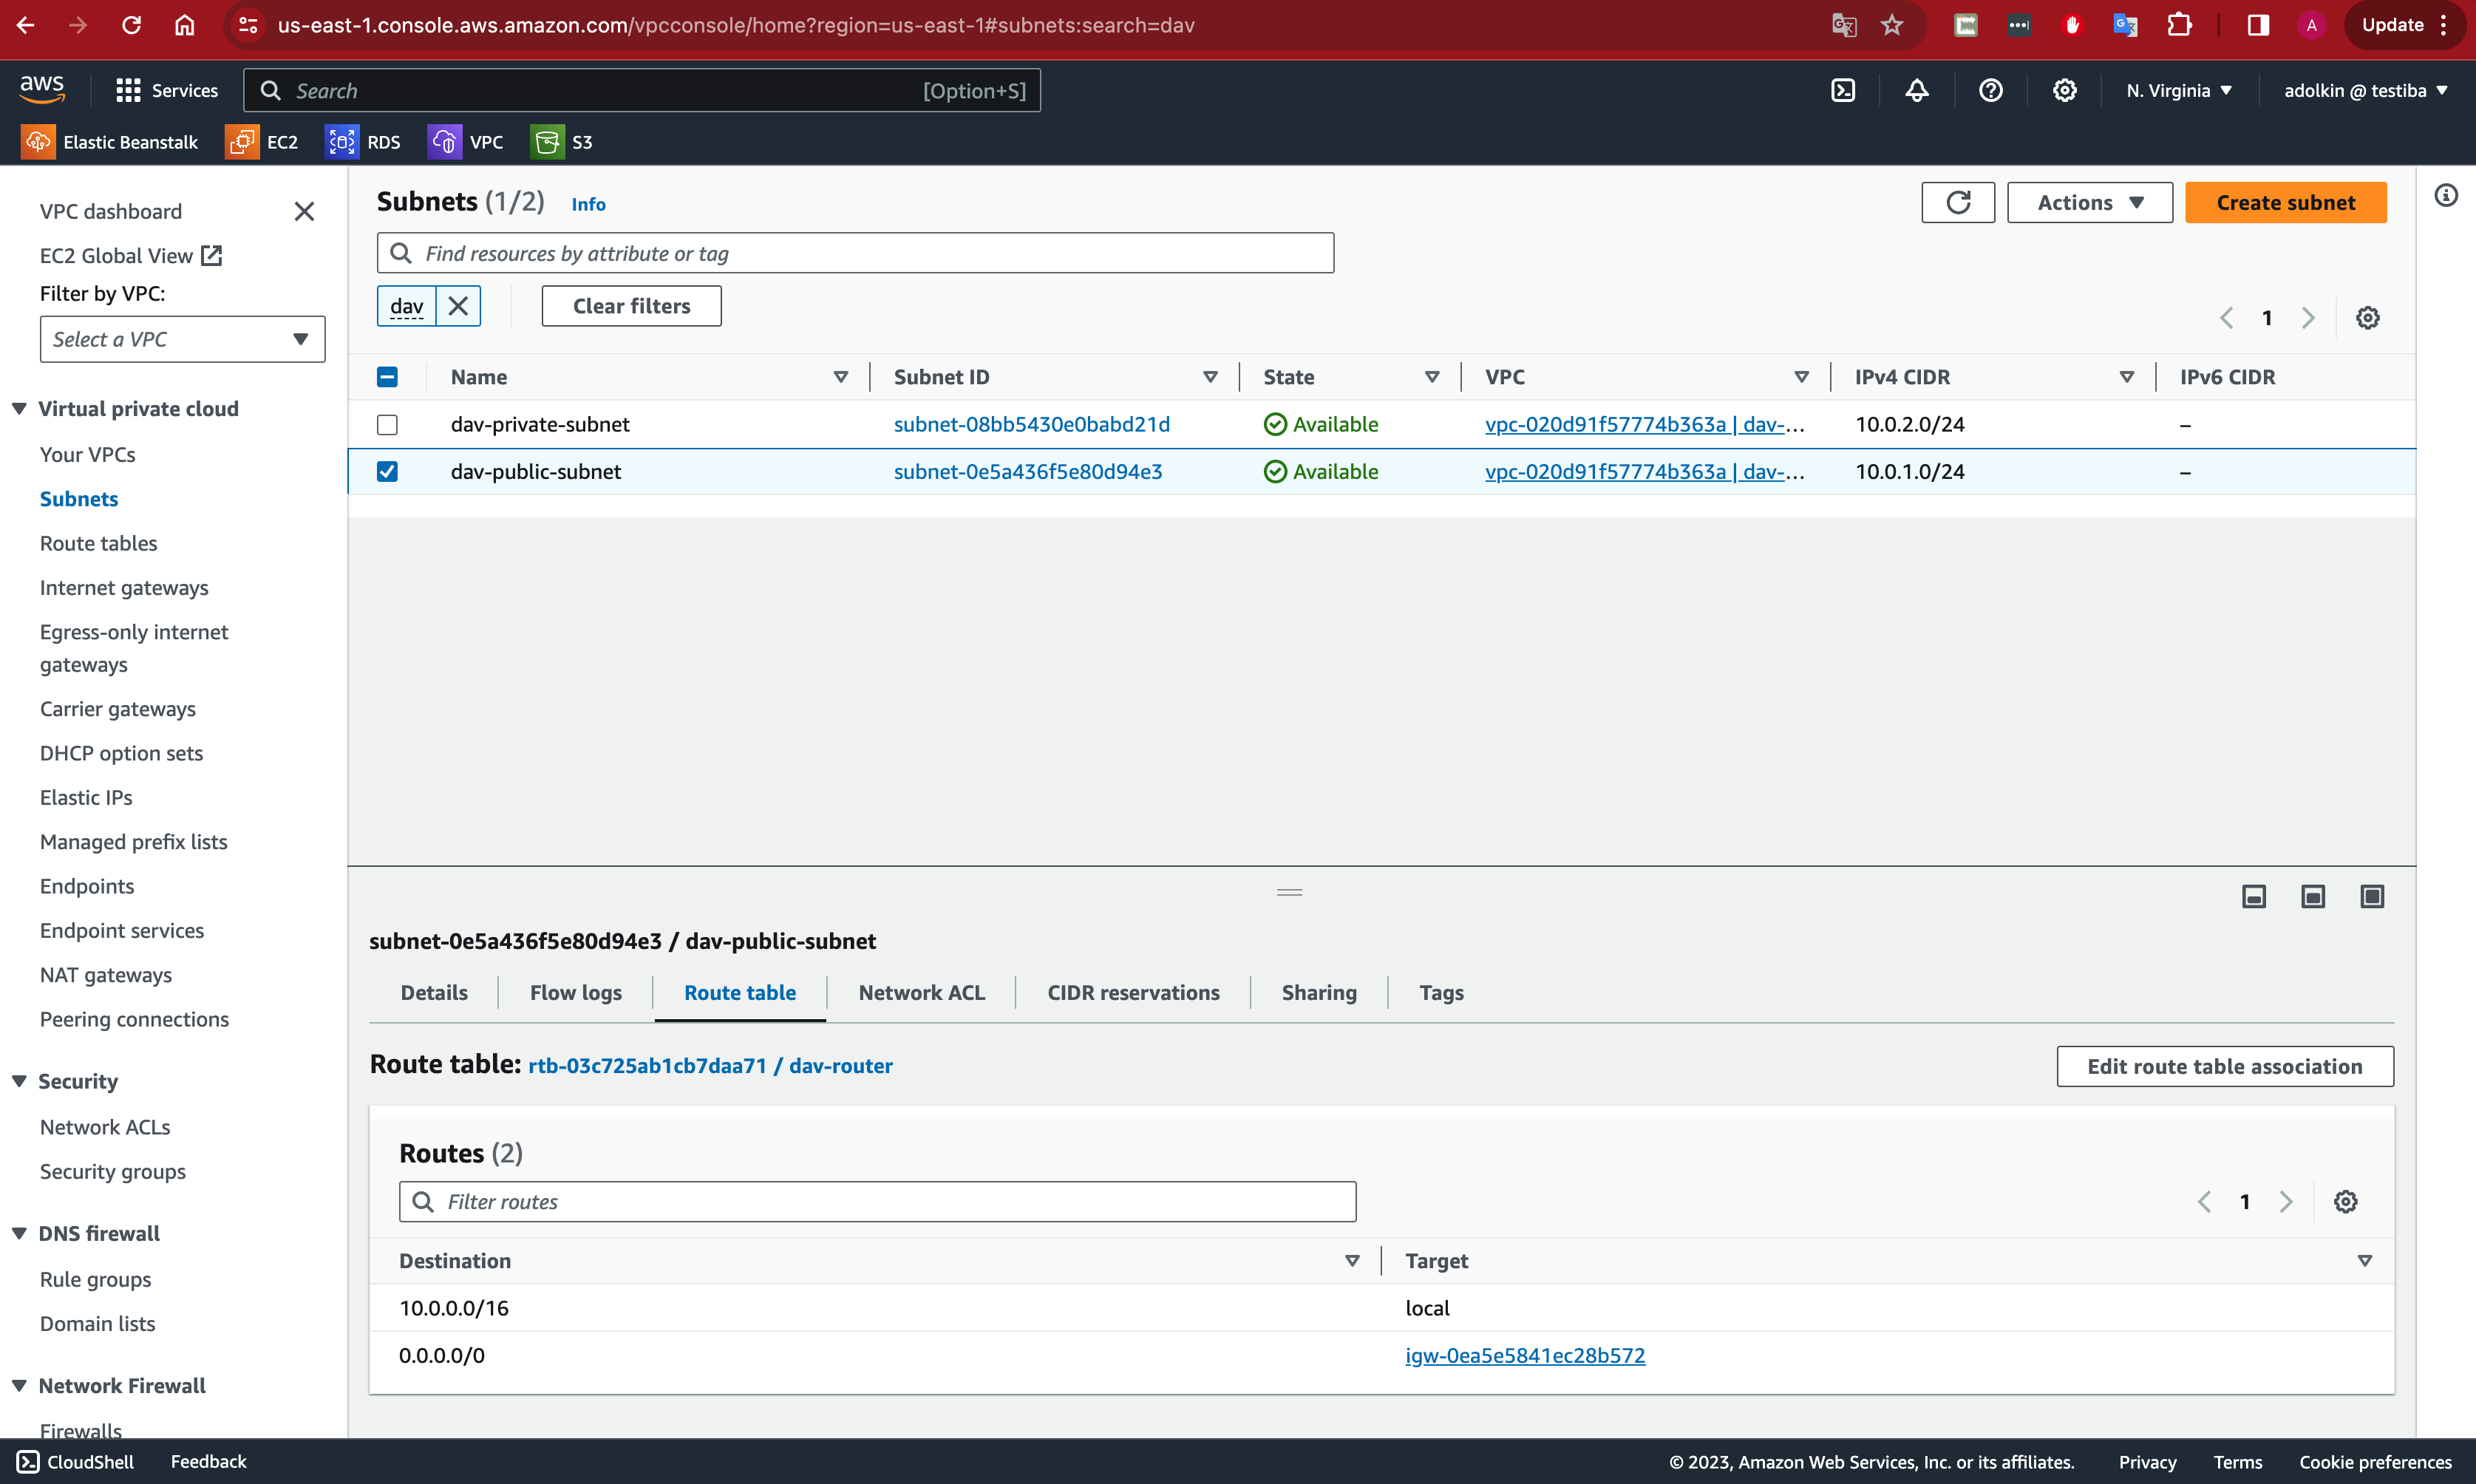 us-east-1.console.aws.amazon.com/vpcconsole/home?region=us-east-1#subnets:search=dav
A
Update
aws
Services
Search
[Option+S]
N. Virginia
adolkin @ testiba
Elastic Beanstalk
EC2
RDS
VPC
S3
VPC dashboard
EC2 Global View
Filter by VPC:
Select a VPC
Virtual private cloud
Your VPCs
Subnets
Route tables
Internet gateways
Egress-only internet
gateways
Carrier gateways
DHCP option sets
Elastic IPs
Managed prefix lists
Endpoints
Endpoint services
NAT gateways
Peering connections
Security
Network ACLs
Security groups
DNS firewall
Rule groups
Domain lists
Network Firewall
Firewalls
Subnets (1/2) Info
Actions
Create subnet
Find resources by attribute or tag
dav
Clear filters
1
Name Subnet ID State VPC IPv4 CIDR IPv6 CIDR
dav-private-subnet subnet-08bb5430e0babd21d Available vpc-020d91f57774b363a | dav-... 10.0.2.0/24 –
dav-public-subnet subnet-0e5a436f5e80d94e3 Available vpc-020d91f57774b363a | dav-... 10.0.1.0/24 –
subnet-0e5a436f5e80d94e3 / dav-public-subnet
Details Flow logs Route table Network ACL CIDR reservations Sharing Tags
Route table: rtb-03c725ab1cb7daa71 / dav-router
Edit route table association
Routes (2)
Filter routes
1
Destination Target
10.0.0.0/16 local
0.0.0.0/0 igw-0ea5e5841ec28b572
CloudShell Feedback © 2023, Amazon Web Services, Inc. or its affiliates. Privacy Terms Cookie preferences